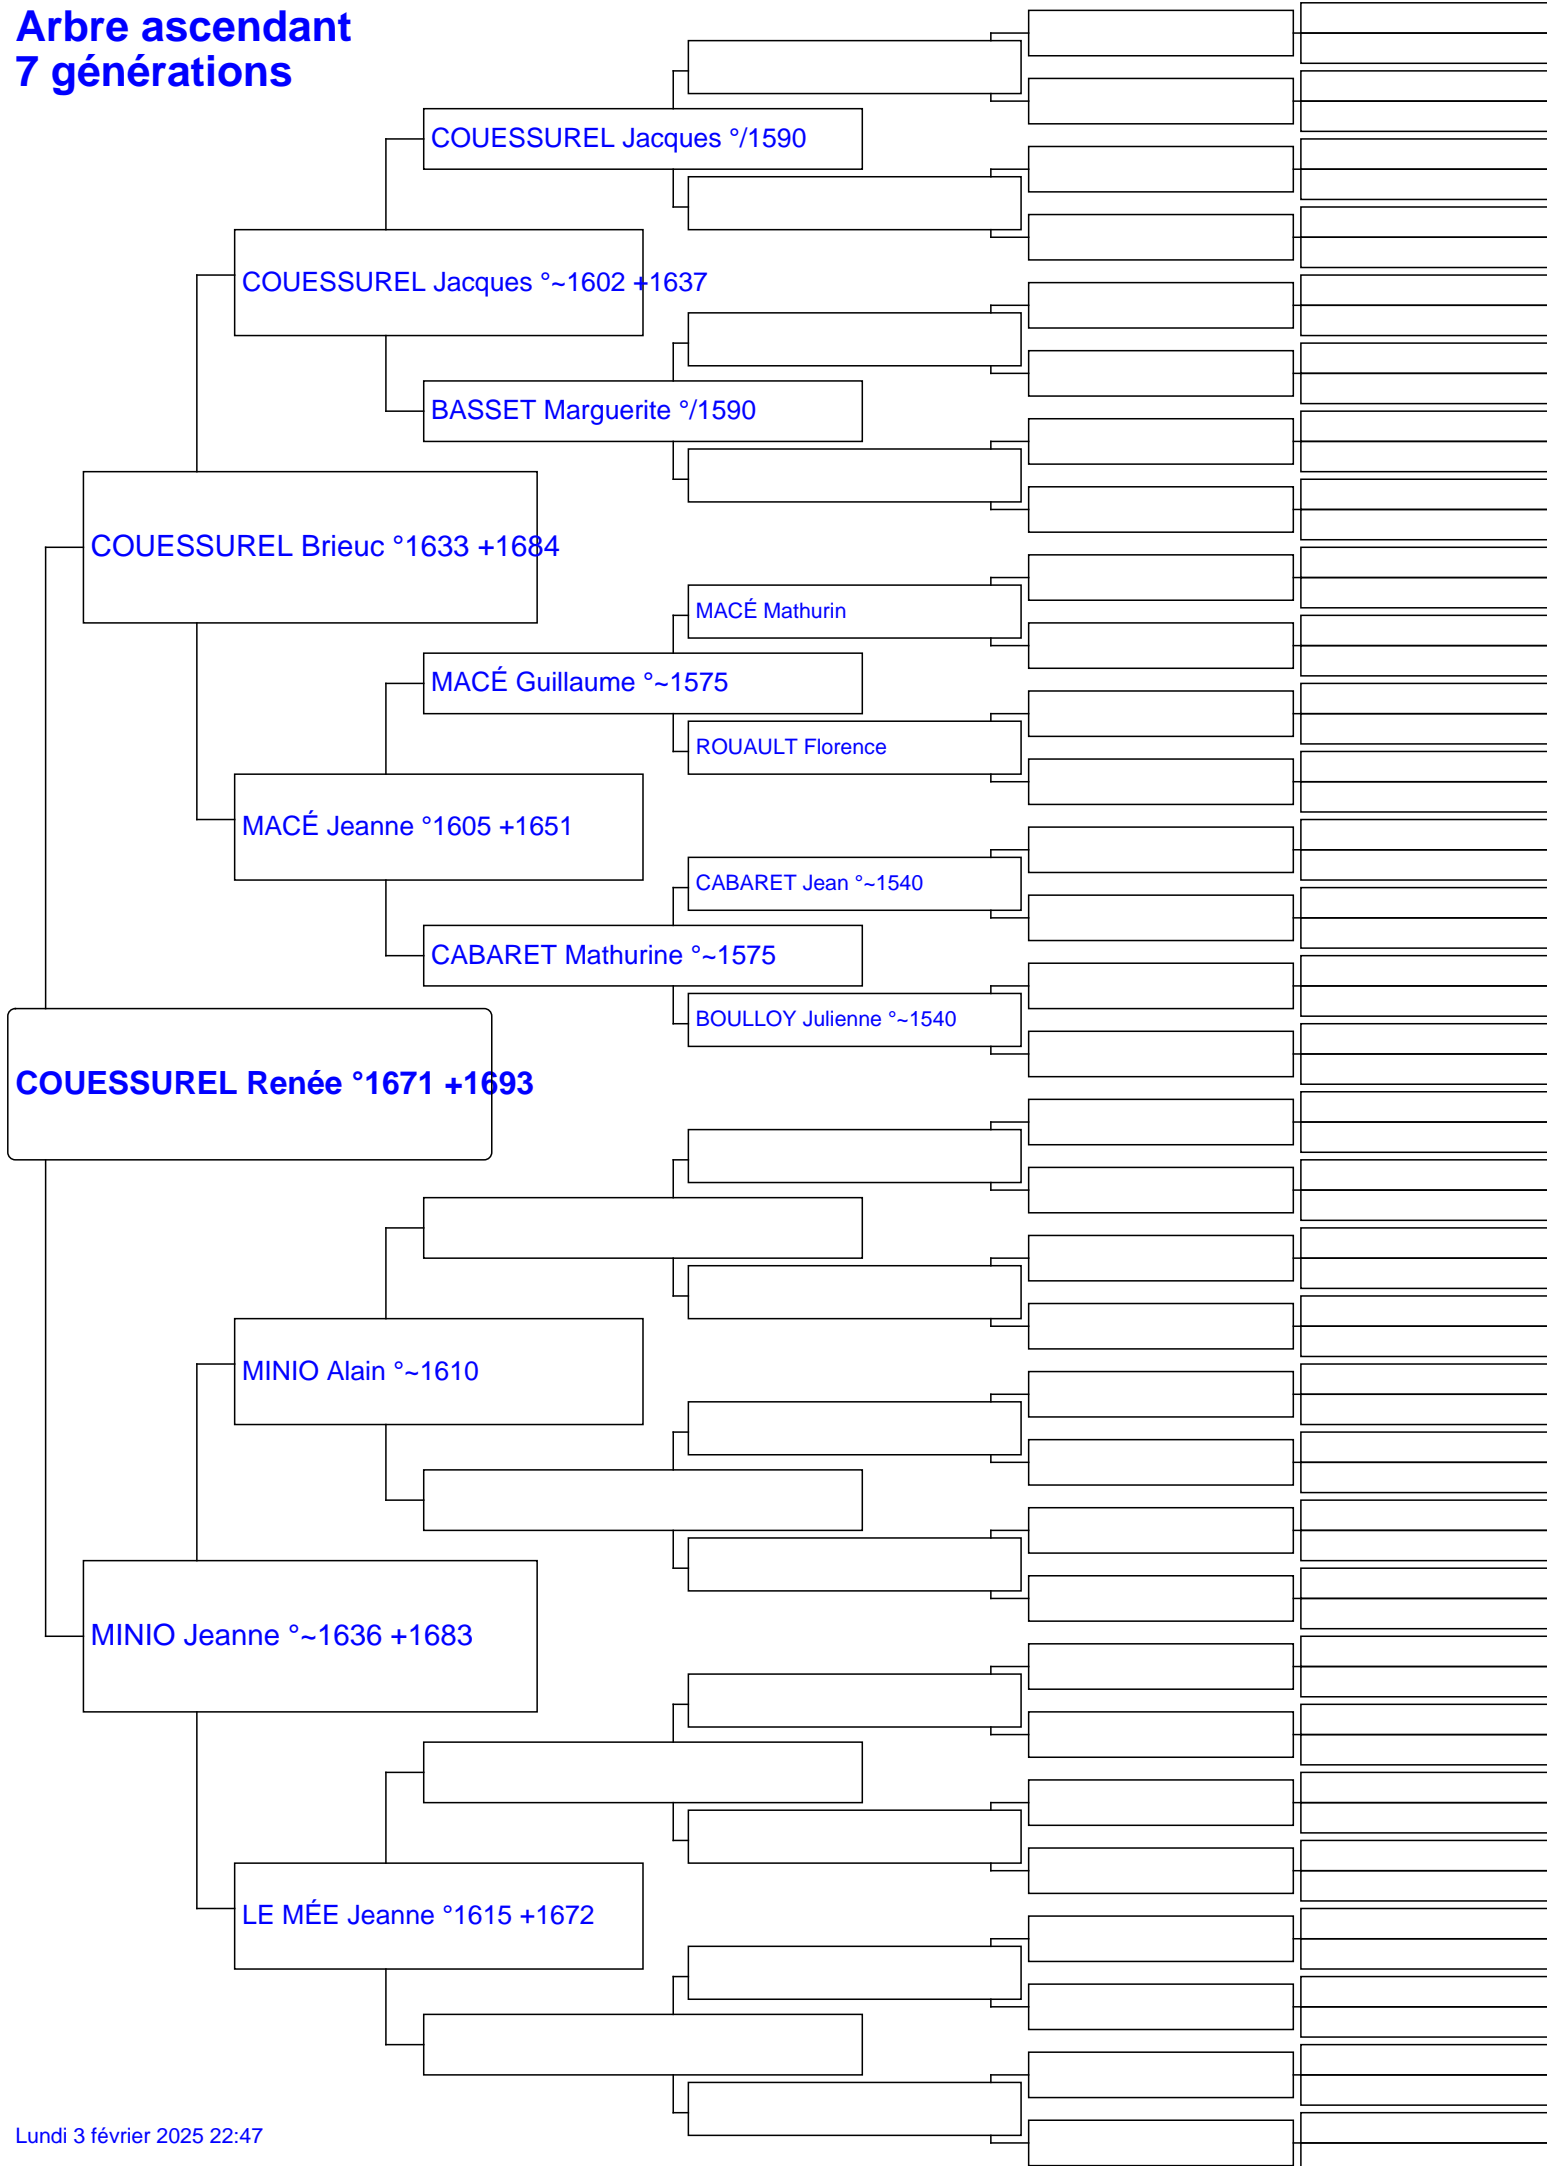 Arbre ascendant
7 générations
COUESSUREL Jacques °/1590
COUESSUREL Jacques °~1602 +1637
BASSET Marguerite °/1590
COUESSUREL Brieuc °1633 +1684
MACÉ Mathurin
MACÉ Guillaume °~1575
ROUAULT Florence
MACÉ Jeanne °1605 +1651
CABARET Jean °~1540
CABARET Mathurine °~1575
BOULLOY Julienne °~1540
COUESSUREL Renée °1671 +1693
MINIO Alain °~1610
MINIO Jeanne °~1636 +1683
LE MÉE Jeanne °1615 +1672
Lundi 3 février 2025 22:47